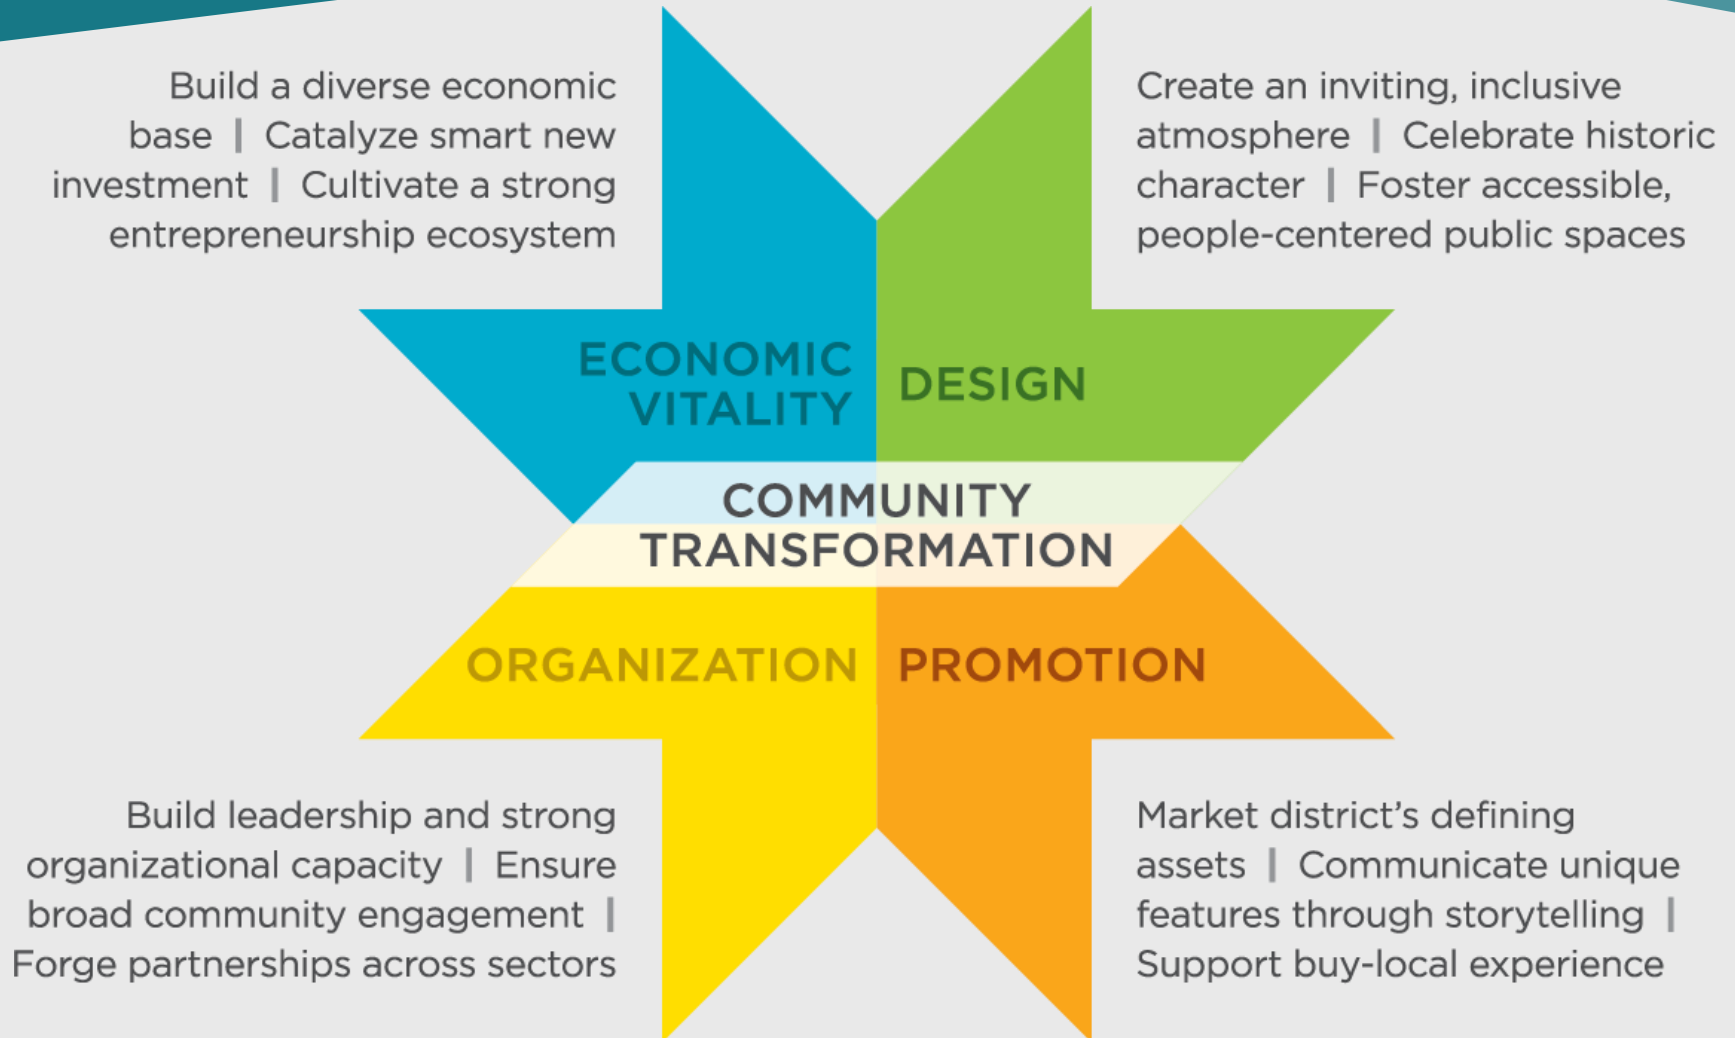 Build a diverse economic
base | Catalyze smart new
investment | Cultivate a strong
entrepreneurship ecosystem
Create an inviting, inclusive
atmosphere | Celebrate historic
character | Foster accessible,
people-centered public spaces
ECONOMIC
VITALITY
DESIGN
COMMUNITY
TRANSFORMATION
ORGANIZATION
PROMOTION
Build leadership and strong
organizational capacity | Ensure
broad community engagement |
Forge partnerships across sectors
Market district’s defining
assets | Communicate unique
features through storytelling |
Support buy-local experience